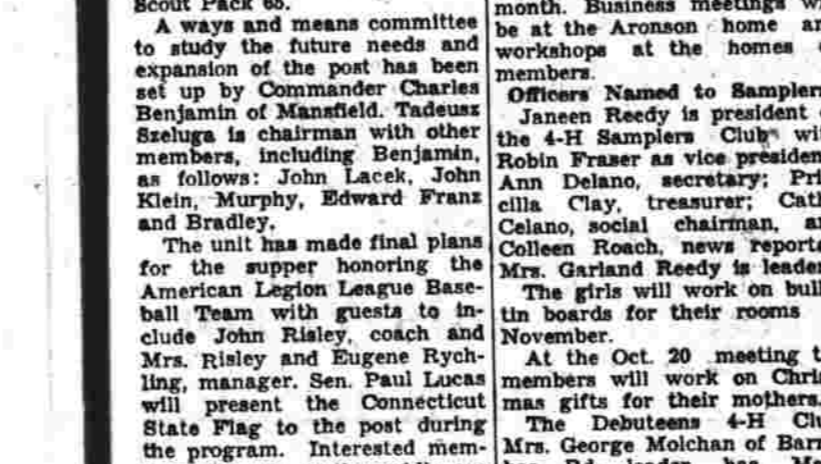 Scout Pack 65.
A ways and means committee
to study the future needs and
expansion of the post has been
set up by Commander Charles
Benjamin of Mansfield. Tadeusz
Szeluga is chairman with other
members, including Benjamin,
as follows: John Lacek, John
Klein, Murphy, Edward Franz
and Bradley.
The unit has made final plans
for the supper honoring the
American Legion League Base-
ball Team with guests to in-
clude John Risley, coach and
Mrs. Risley and Eugene Rych-
ling, manager. Sen. Paul Lucas
will present the Connecticut
State Flag to the post during
the program. Interested mem-
month. Business meetings
be at the Aronson home
workshops at the homes
members.
Officers Named to Samplers
Janeen Reedy is president
the 4-H Samplers Club
Robin Fraser as vice presiden
Ann Delano, secretary; Pri
cilla Clay, treasurer; Cath
Celano, social chairman,
Colleen Roach, news reporte
Mrs. Garland Reedy is leader
The girls will work on bull
tin boards for their rooms
November.
At the Oct. 20 meeting
members will work on Chris
mas gifts for their mothers.
The Debuteens 4-H Clu
Mrs. George Molchan of Barr